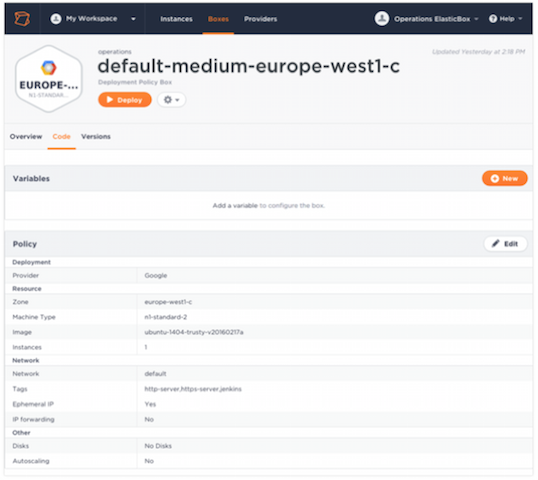 My Workspace Instances Boxes Providers Operations ElasticBox Help
operations Updated Yesterday at 2:18 PM
default-medium-europe-west1-c
Deployment Policy Box
EUROPE-...
N1-STANDAR...
Deploy
Overview Code Versions
Variables New
Add a variable to configure the box.
Policy Edit
Deployment
Provider Google
Resource
Zone europe-west1-c
Machine Type n1-standard-2
Image ubuntu-1404-trusty-v20160217a
Instances 1
Network
Network default
Tags http-server,https-server,jenkins
Ephemeral IP Yes
IP forwarding No
Other
Disks No Disks
Autoscaling No